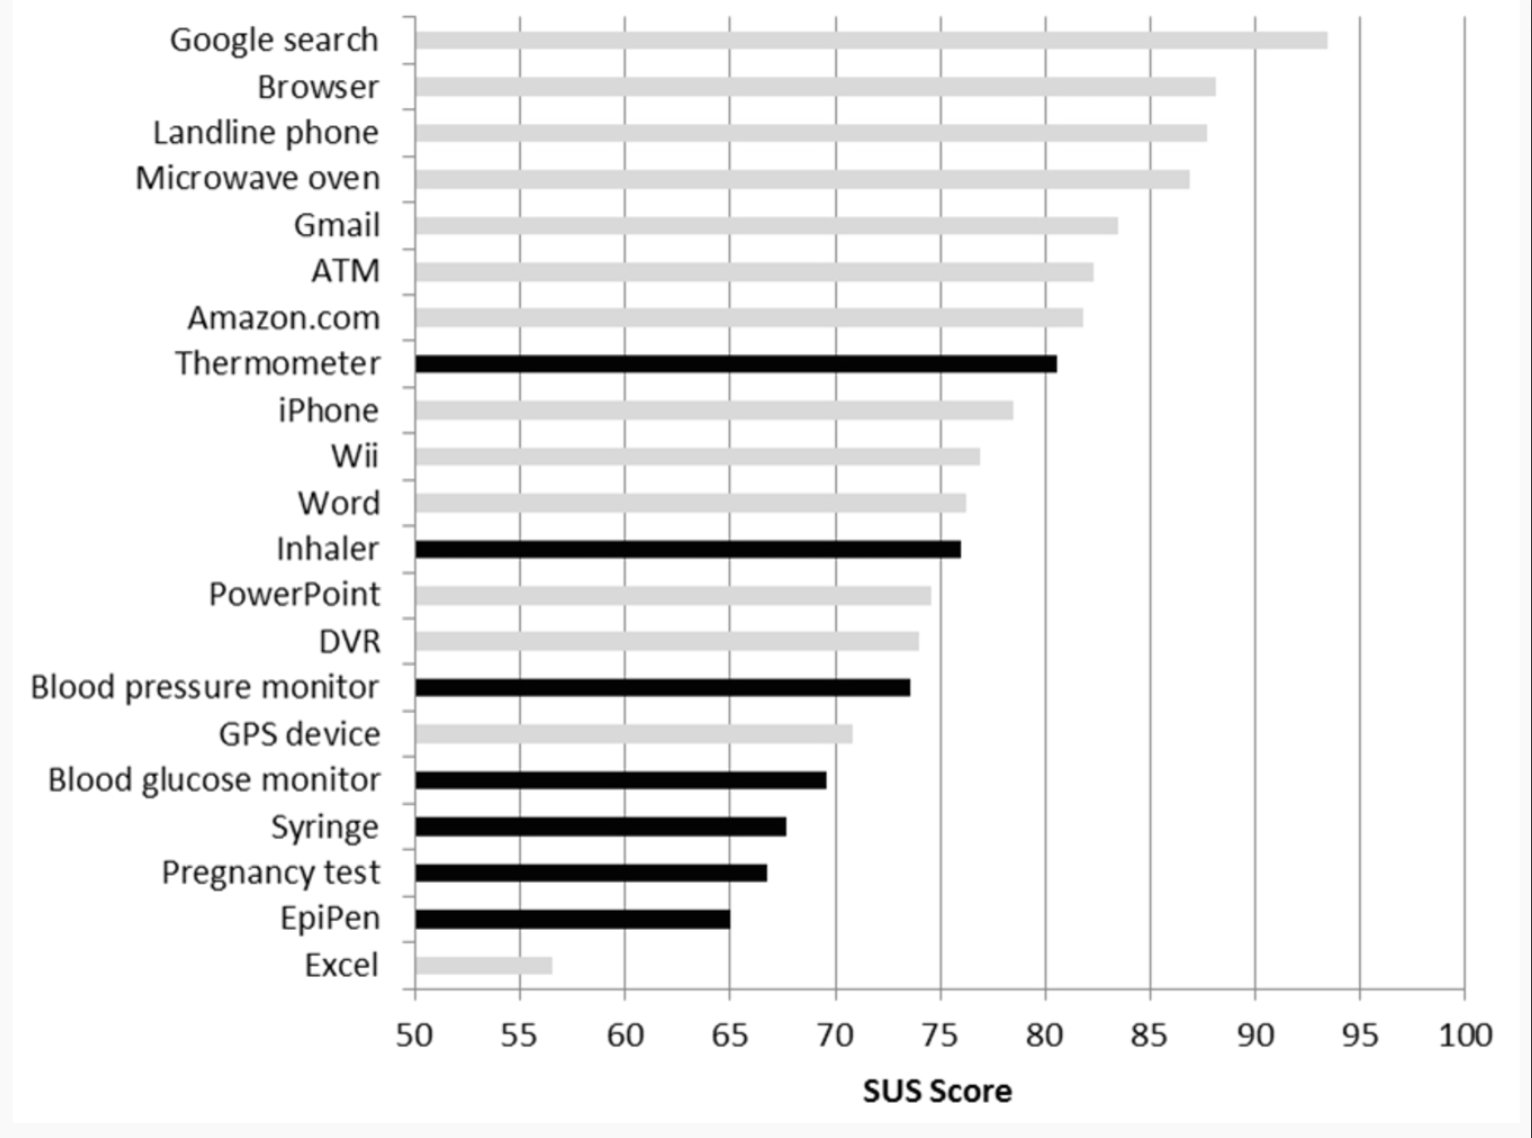 Google search
Browser
Landline phone
Microwave oven
Gmail
ATM
Amazon.com
Thermometer
iPhone
Wii
Word
Inhaler
PowerPoint
DVR
Blood pressure monitor
GPS device
Blood glucose monitor
Syringe
Pregnancy test
EpiPen
Excel
50 55 60 65 70 75 80 85 90 95 100
SUS Score